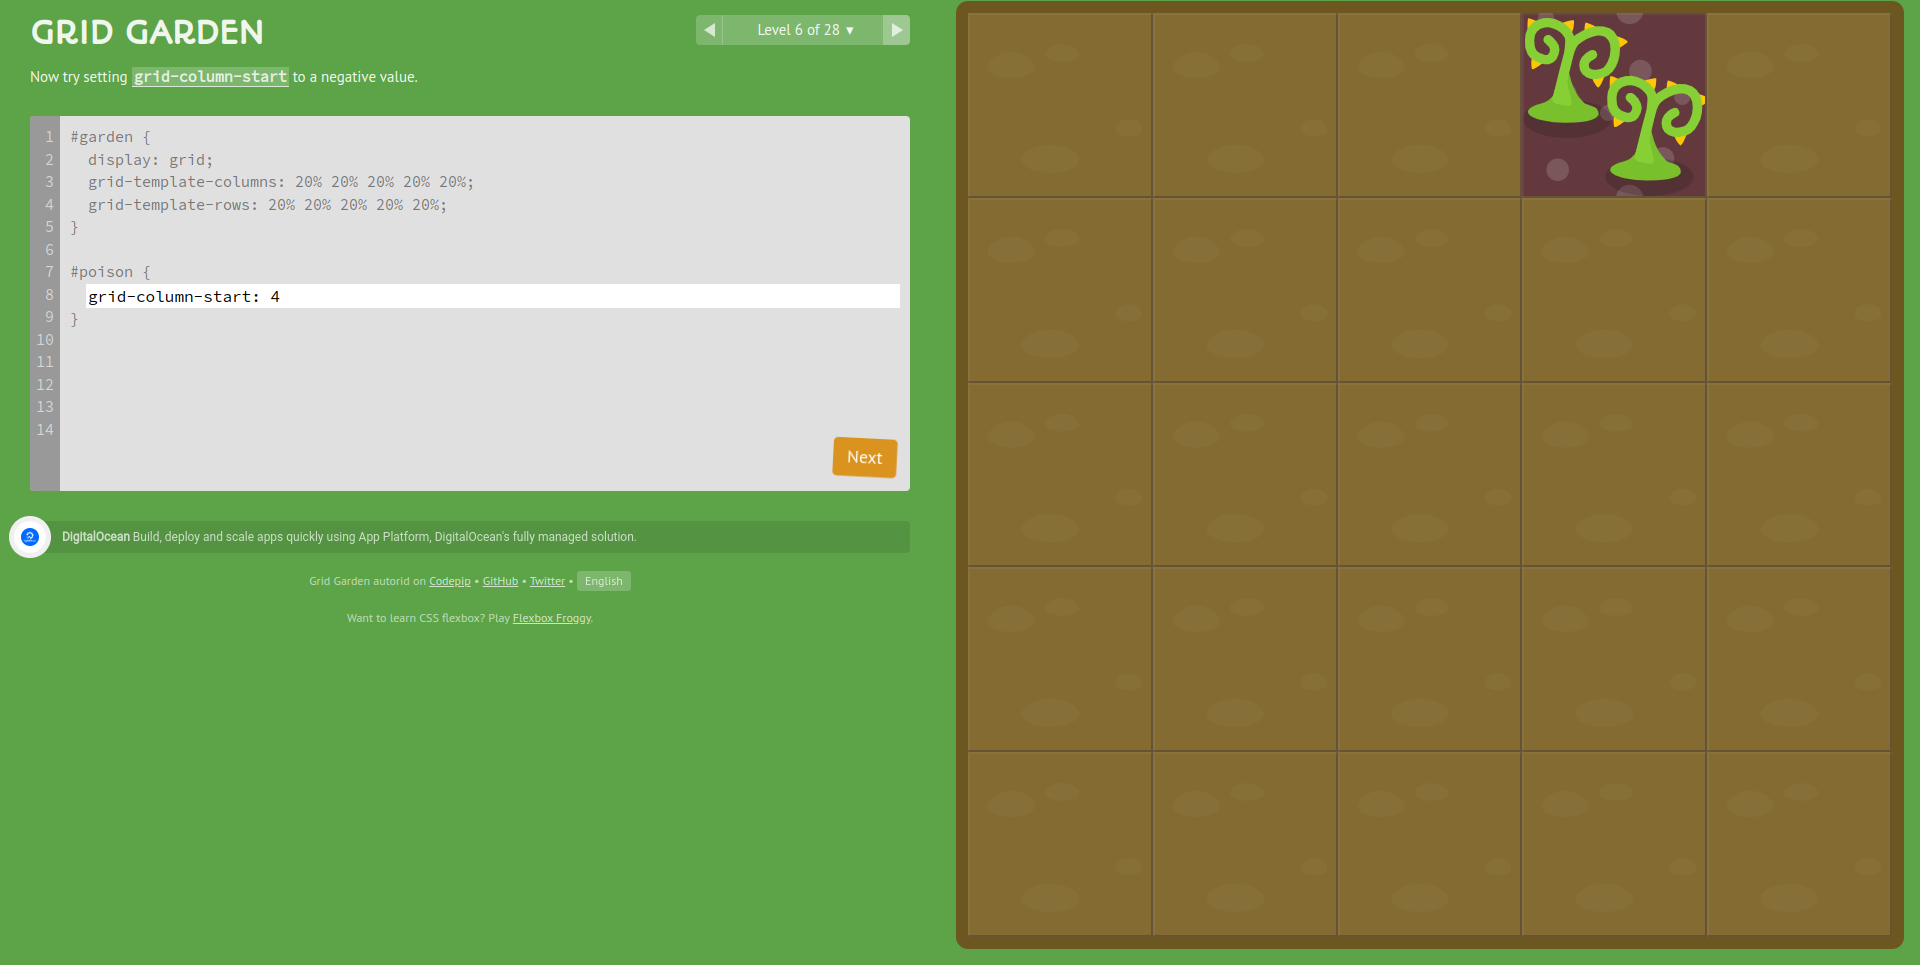 GRID GARDEN
◀ Level 6 of 28 ▾ ▶
Now try setting grid-column-start to a negative value.
1 #garden {
2 display: grid;
3 grid-template-columns: 20% 20% 20% 20% 20%;
4 grid-template-rows: 20% 20% 20% 20% 20%;
5 }
6
7 #poison {
8 grid-column-start: 4
9 }
10
11
12
13
14
Next
DigitalOcean Build, deploy and scale apps quickly using App Platform, DigitalOcean's fully managed solution.
Grid Garden autorid on Codepip • GitHub • Twitter • English
Want to learn CSS flexbox? Play Flexbox Froggy.